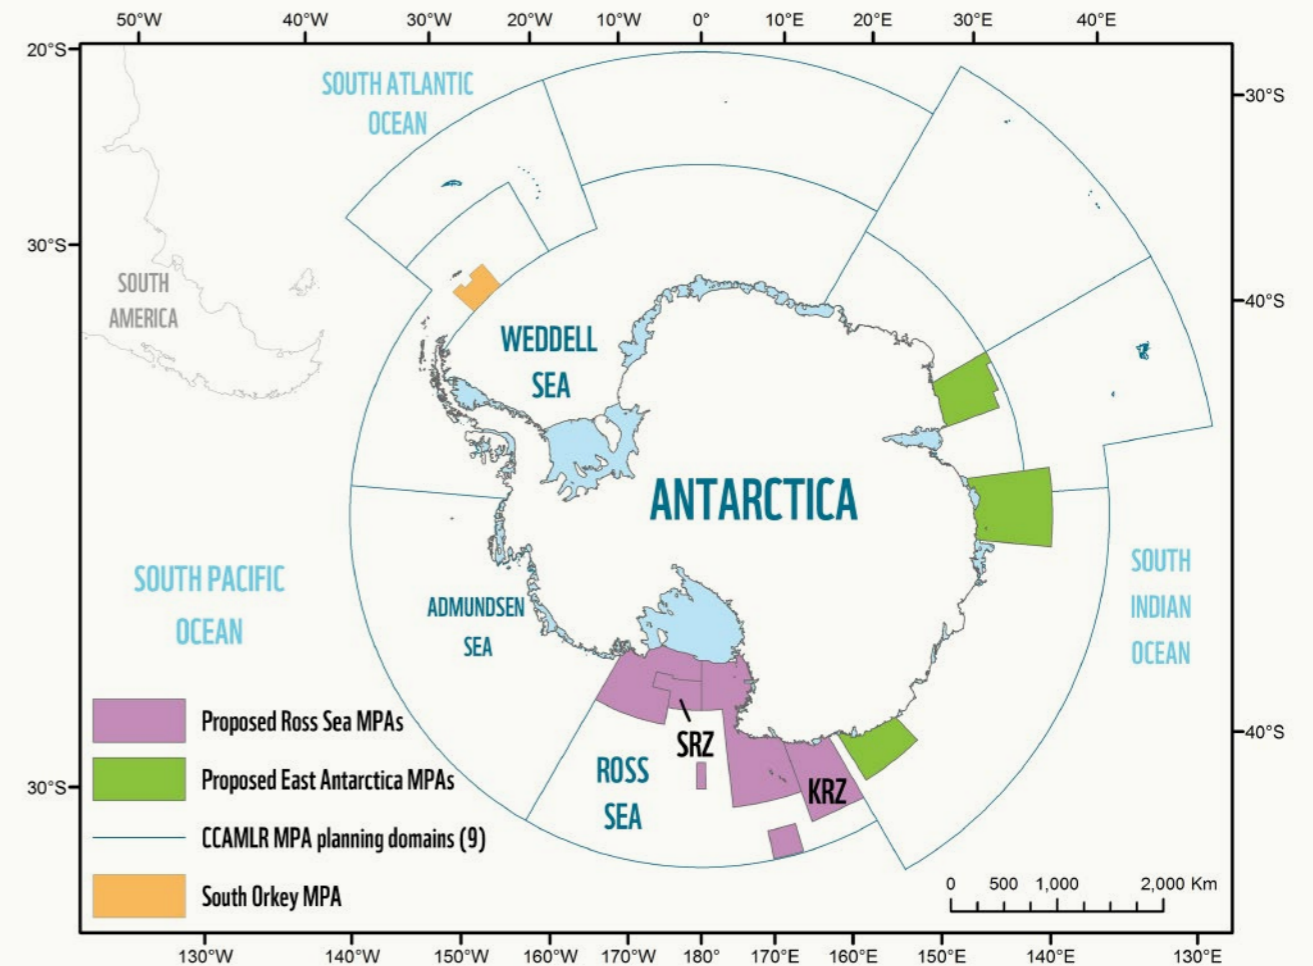 50°W 40°W 30°W 20°W 10°W 0° 10°E 20°E 30°E 40°E
20°S
30°S
SOUTH ATLANTIC
OCEAN
30°S
SOUTH
AMERICA
40°S
WEDDELL
SEA
ANTARCTICA
SOUTH PACIFIC
OCEAN
ADMUNDSEN
SEA
SOUTH
INDIAN
OCEAN
Proposed Ross Sea MPAs
SRZ
40°S
Proposed East Antarctica MPAs
ROSS
SEA
KRZ
30°S
CCAMLR MPA planning domains (9)
South Orkey MPA
0 500 1,000 2,000 Km
130°W 140°W 150°W 160°W 170°W 180° 170°E 160°E 150°E 140°E 130°E